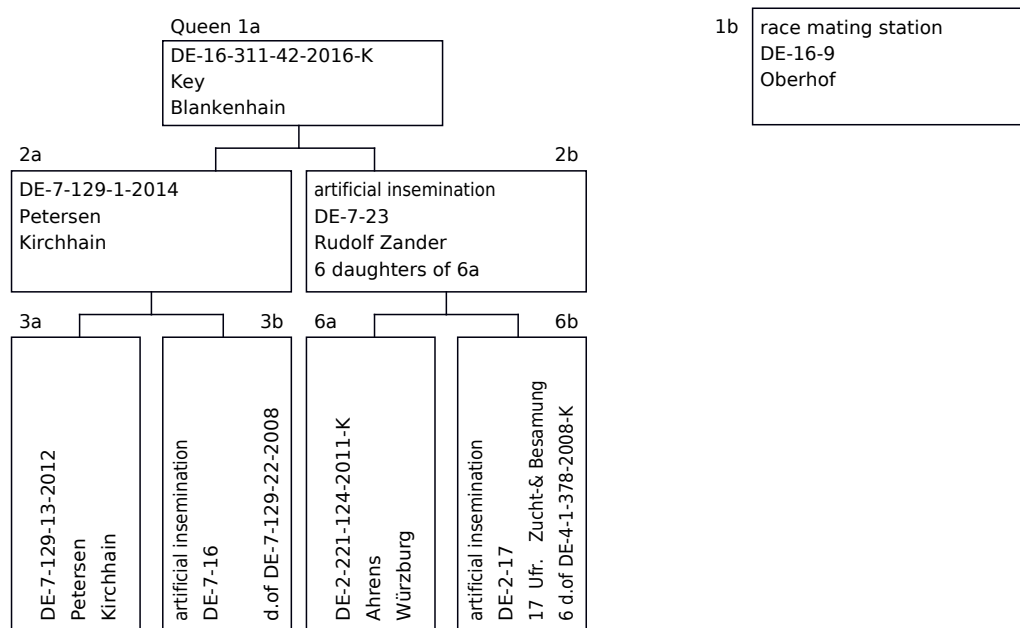 Queen 1a
DE-16-311-42-2016-K
Key
Blankenhain
1b
race mating station
DE-16-9
Oberhof
2a
DE-7-129-1-2014
Petersen
Kirchhain
2b
artificial insemination
DE-7-23
Rudolf Zander
6 daughters of 6a
3a
DE-7-129-13-2012
Petersen
Kirchhain
3b
artificial insemination
DE-7-16
d.of DE-7-129-22-2008
6a
DE-2-221-124-2011-K
Ahrens
Würzburg
6b
artificial insemination
DE-2-17
17 Ufr. Zucht-& Besamung
6 d.of DE-4-1-378-2008-K